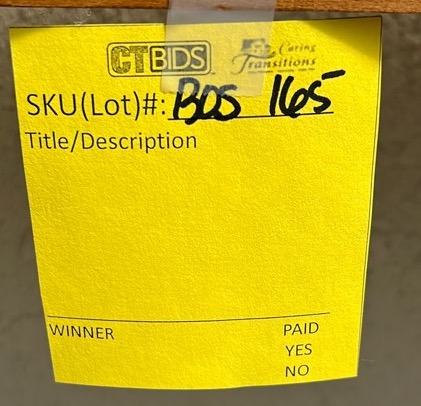 CTBIDS Caring Transitions
SKU(Lot)#: BOS 165
Title/Description
WINNER PAID
YES
NO